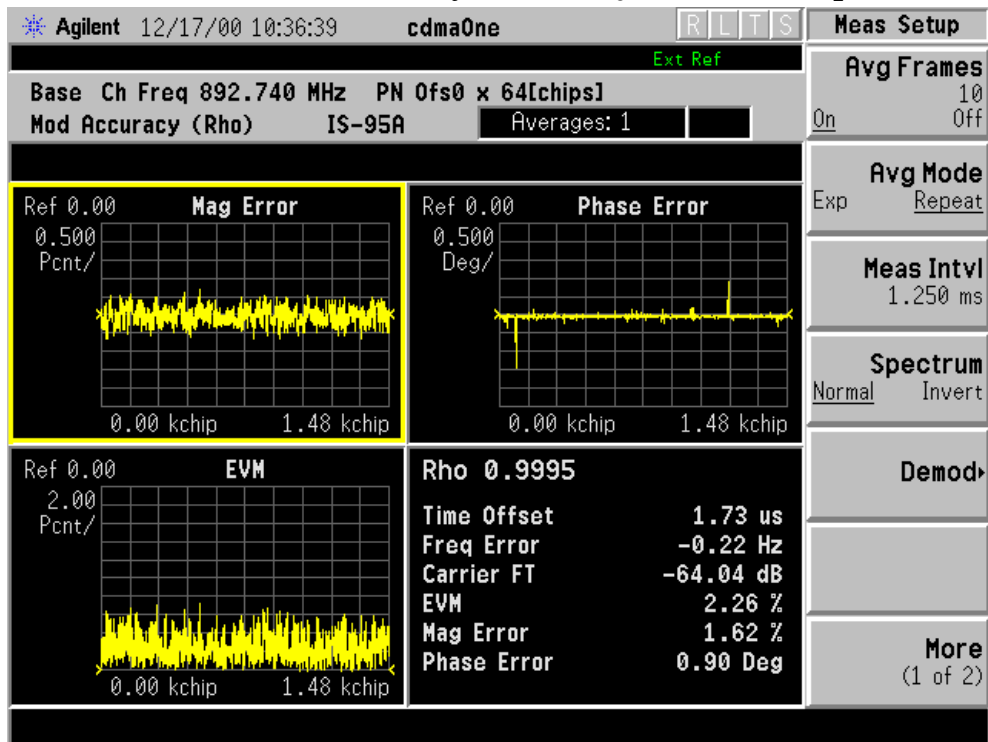 Agilent 12/17/00 10:36:39 cdmaOne R L T S
Ext Ref
Base Ch Freq 892.740 MHz PN Ofs0 x 64[chips]
Mod Accuracy (Rho) IS-95A Averages: 1
Ref 0.00 Mag Error
0.500
Pcnt/
0.00 kchip 1.48 kchip
Ref 0.00 Phase Error
0.500
Deg/
0.00 kchip 1.48 kchip
Ref 0.00 EVM
2.00
Pcnt/
0.00 kchip 1.48 kchip
Rho 0.9995
Time Offset 1.73 us
Freq Error -0.22 Hz
Carrier FT -64.04 dB
EVM 2.26 %
Mag Error 1.62 %
Phase Error 0.90 Deg
Meas Setup
Avg Frames
10
On Off
Avg Mode
Exp Repeat
Meas Intvl
1.250 ms
Spectrum
Normal Invert
Demod
More
(1 of 2)